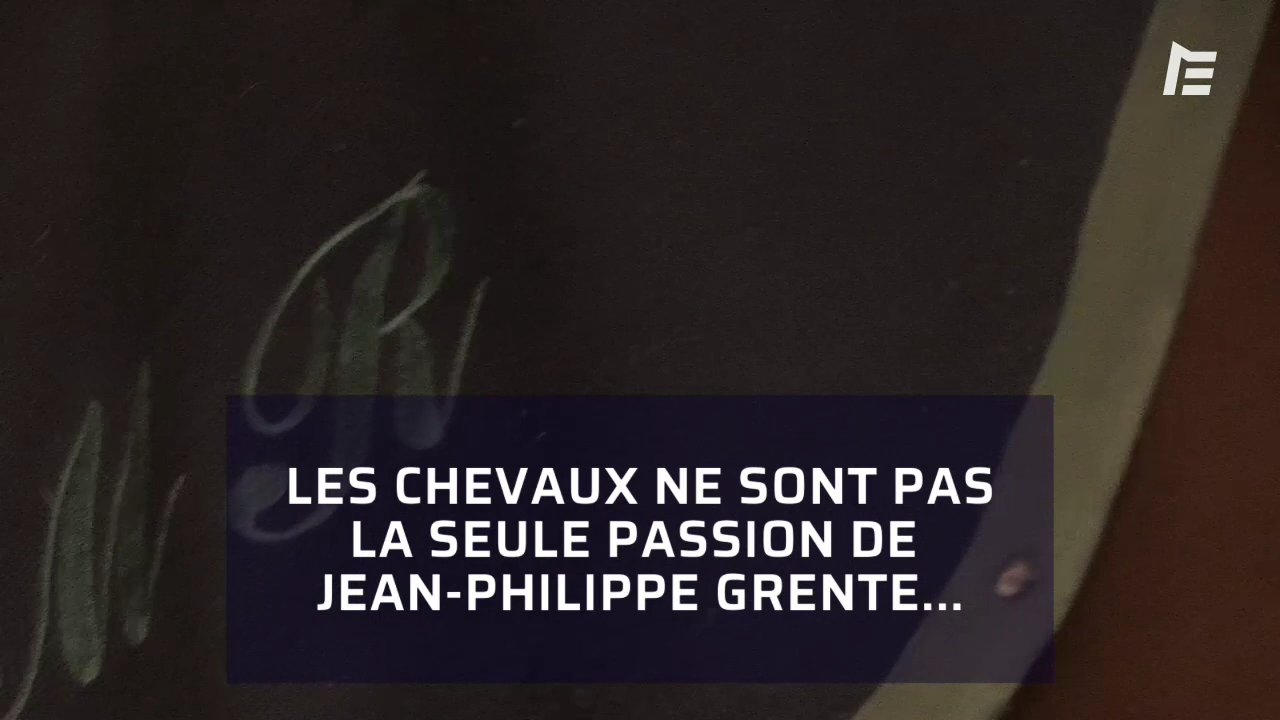 LES CHEVAUX NE SONT PAS
LA SEULE PASSION DE
JEAN-PHILIPPE GRENTE...